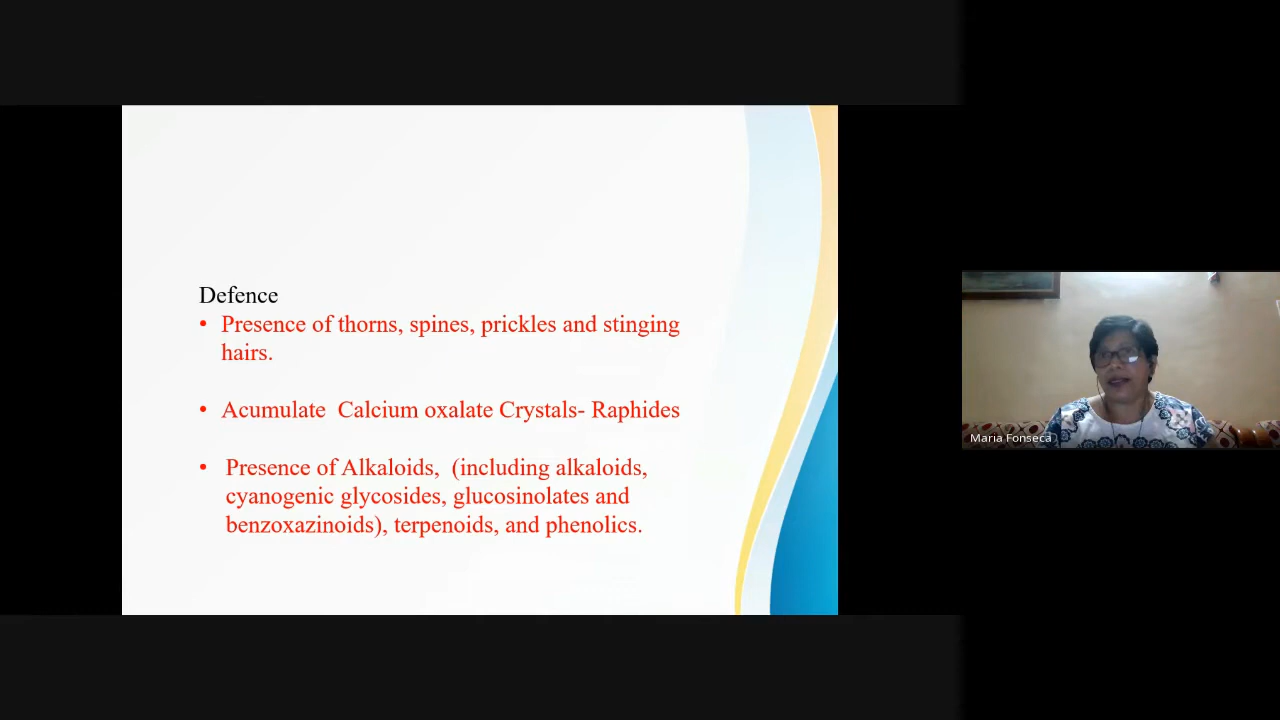 Defence
• Presence of thorns, spines, prickles and stinging
hairs.
• Acumulate Calcium oxalate Crystals- Raphides
• Presence of Alkaloids, (including alkaloids,
cyanogenic glycosides, glucosinolates and
benzoxazinoids), terpenoids, and phenolics.
Maria Fonseca